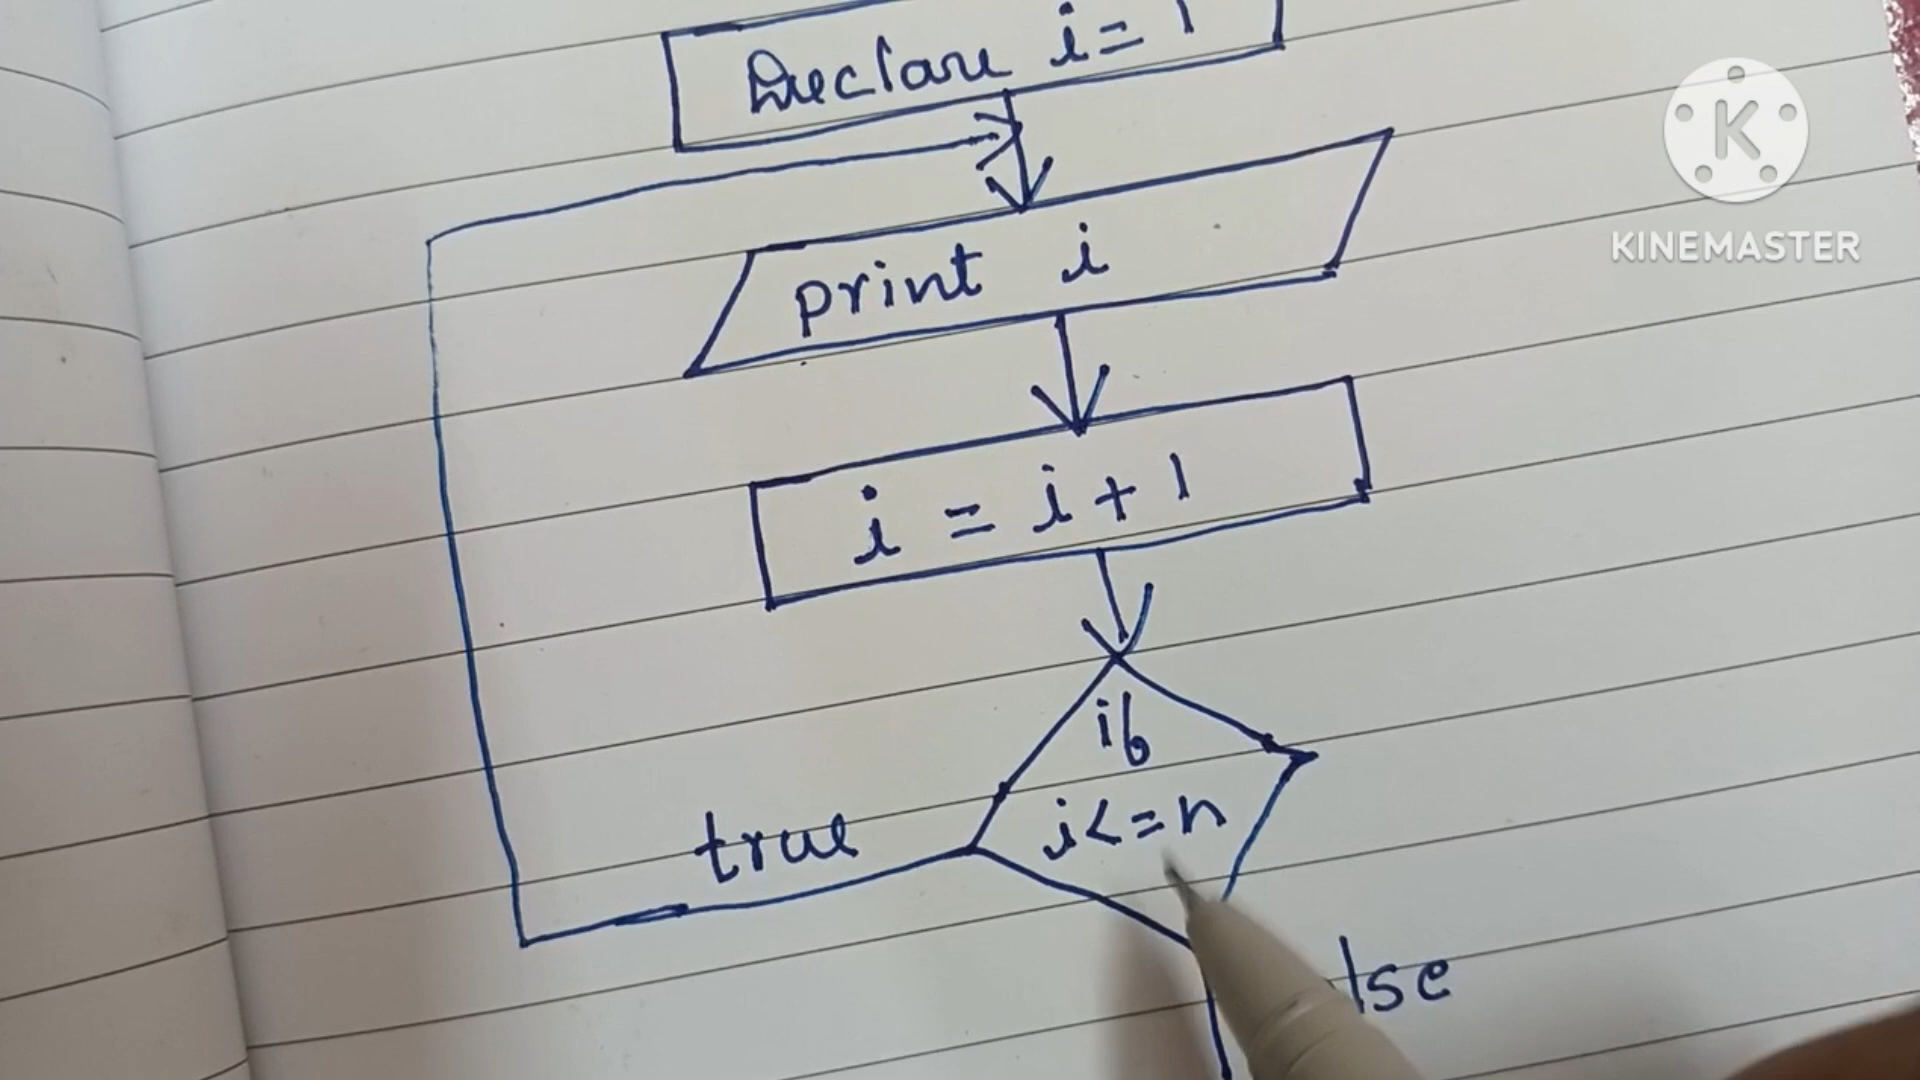 Declare i = 1
print i
i = i + 1
if
i <= n
true
lse
K
KINEMASTER